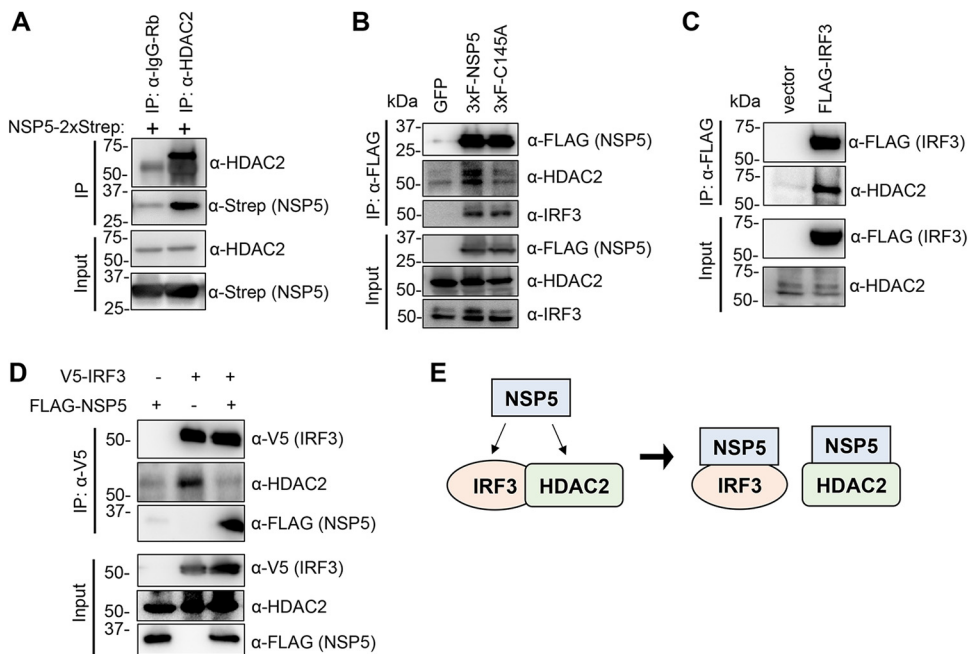 A
IP: α-IgG-Rb
IP: α-HDAC2
NSP5-2xStrep: + +
IP
75-
50-
α-HDAC2
37-
25-
α-Strep (NSP5)
Input
75-
50-
α-HDAC2
37-
25-
α-Strep (NSP5)
B
kDa
GFP
3xF-NSP5
3xF-C145A
IP: α-FLAG
37-
25-
α-FLAG (NSP5)
50-
α-HDAC2
50-
α-IRF3
Input
37-
25-
α-FLAG (NSP5)
50-
α-HDAC2
50-
α-IRF3
C
kDa
vector
FLAG-IRF3
IP: α-FLAG
75-
50-
α-FLAG (IRF3)
75-
50-
α-HDAC2
Input
75-
50-
α-FLAG (IRF3)
75-
50-
α-HDAC2
D
V5-IRF3 - + +
FLAG-NSP5 + - +
IP: α-V5
50-
α-V5 (IRF3)
50-
α-HDAC2
37-
α-FLAG (NSP5)
Input
50-
α-V5 (IRF3)
50-
α-HDAC2
37-
α-FLAG (NSP5)
E
NSP5
IRF3 HDAC2
NSP5 NSP5
IRF3 HDAC2